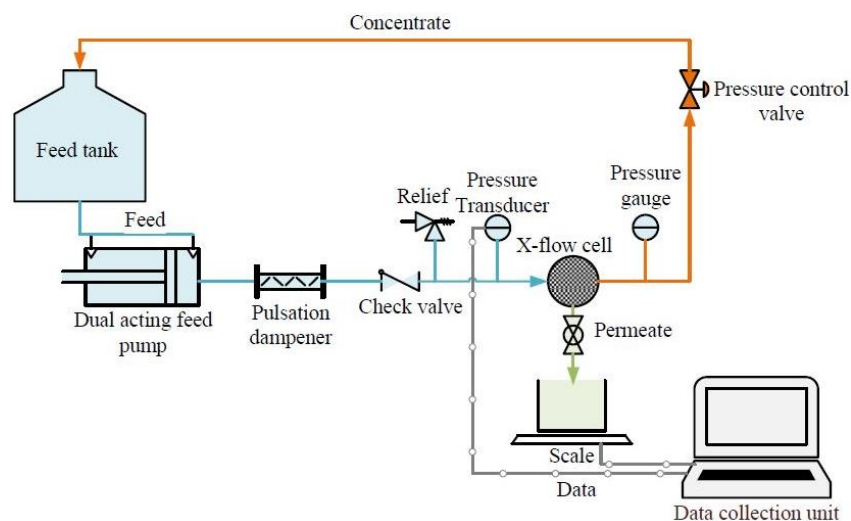 Concentrate
Pressure control
valve
Feed tank
Pressure
gauge
Relief
Pressure
Transducer
Feed
X-flow cell
Dual acting feed
pump
Pulsation
dampener
Check valve
Permeate
Scale
Data
Data collection unit